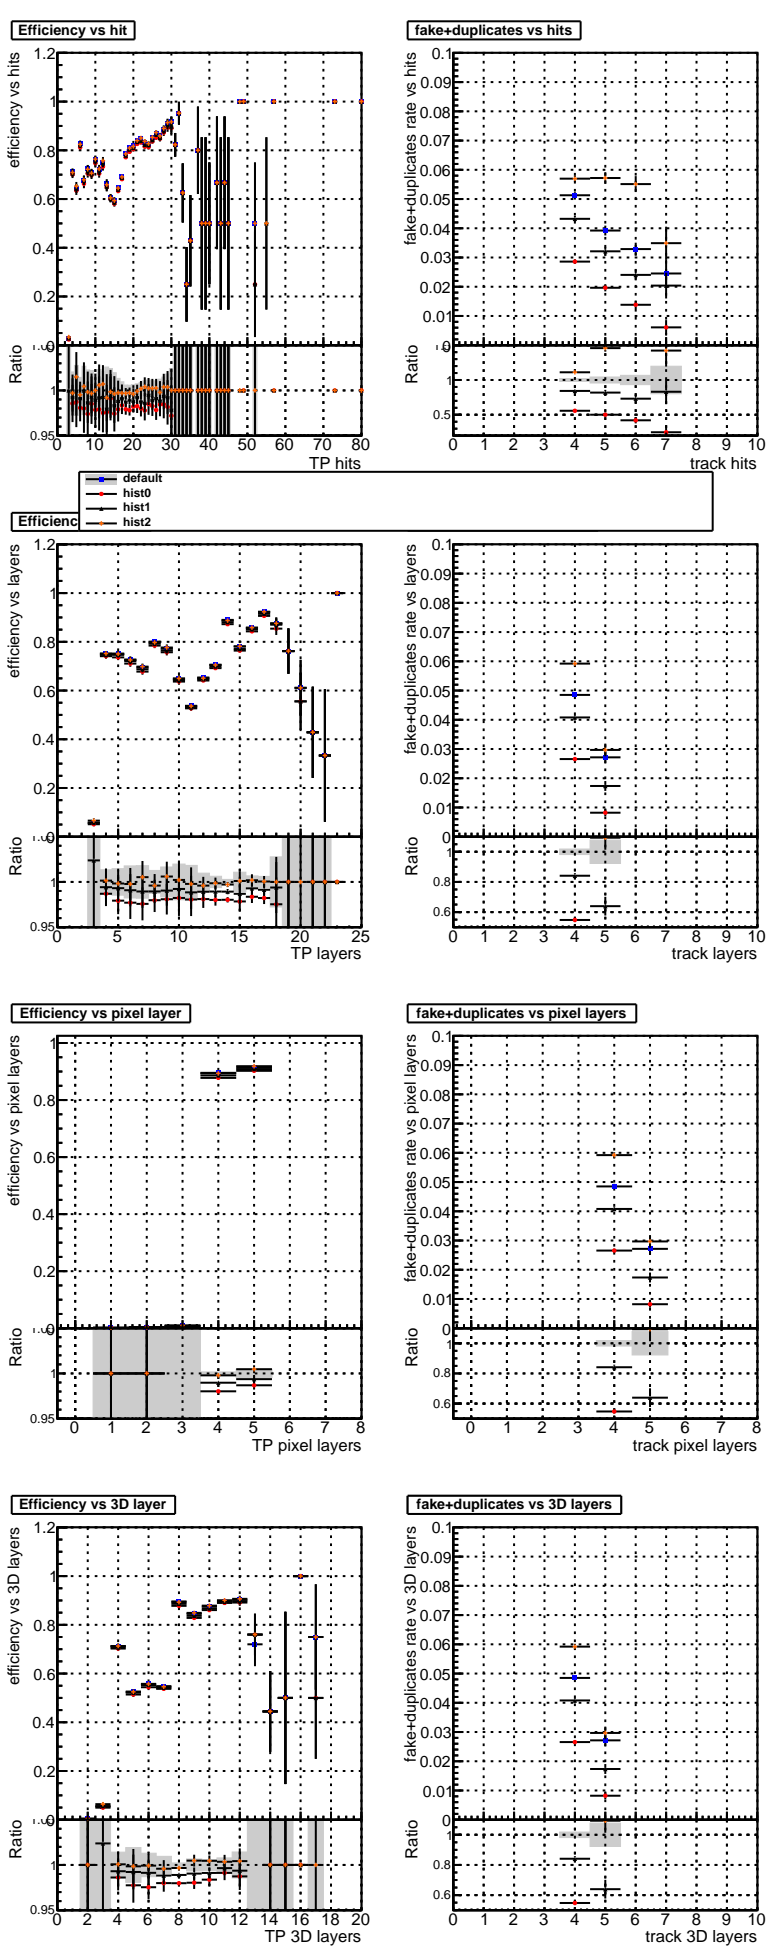 Efficiency vs hit
fake+duplicates vs hits
efficiency vs hits
1.2
1
0.8
0.6
0.4
0.2
Ratio
1
0.95
0 10 20 30 40 50 60 70 80
TP hits
fake+duplicates rate vs hits
0.1
0.09
0.08
0.07
0.06
0.05
0.04
0.03
0.02
0.01
Ratio
1
0.5
0 1 2 3 4 5 6 7 8 9 10
track hits
default
hist0
hist1
hist2
Efficienc
efficiency vs layers
1.2
1
0.8
0.6
0.4
0.2
Ratio
1
0.95
0 5 10 15 20 25
TP layers
fake+duplicates rate vs layers
0.1
0.09
0.08
0.07
0.06
0.05
0.04
0.03
0.02
0.01
0
Ratio
1
0.8
0.6
0 1 2 3 4 5 6 7 8 9 10
track layers
Efficiency vs pixel layer
fake+duplicates vs pixel layers
efficiency vs pixel layers
1
0.8
0.6
0.4
0.2
Ratio
1
0.95
0 1 2 3 4 5 6 7 8
TP pixel layers
fake+duplicates rate vs pixel layers
0.1
0.09
0.08
0.07
0.06
0.05
0.04
0.03
0.02
0.01
0
Ratio
1
0.8
0.6
0 1 2 3 4 5 6 7 8
track pixel layers
Efficiency vs 3D layer
fake+duplicates vs 3D layers
efficiency vs 3D layers
1.2
1
0.8
0.6
0.4
0.2
Ratio
1
0.95
0 2 4 6 8 10 12 14 16 18 20
TP 3D layers
fake+duplicates rate vs 3D layers
0.1
0.09
0.08
0.07
0.06
0.05
0.04
0.03
0.02
0.01
0
Ratio
1
0.8
0.6
0 1 2 3 4 5 6 7 8 9 10
track 3D layers